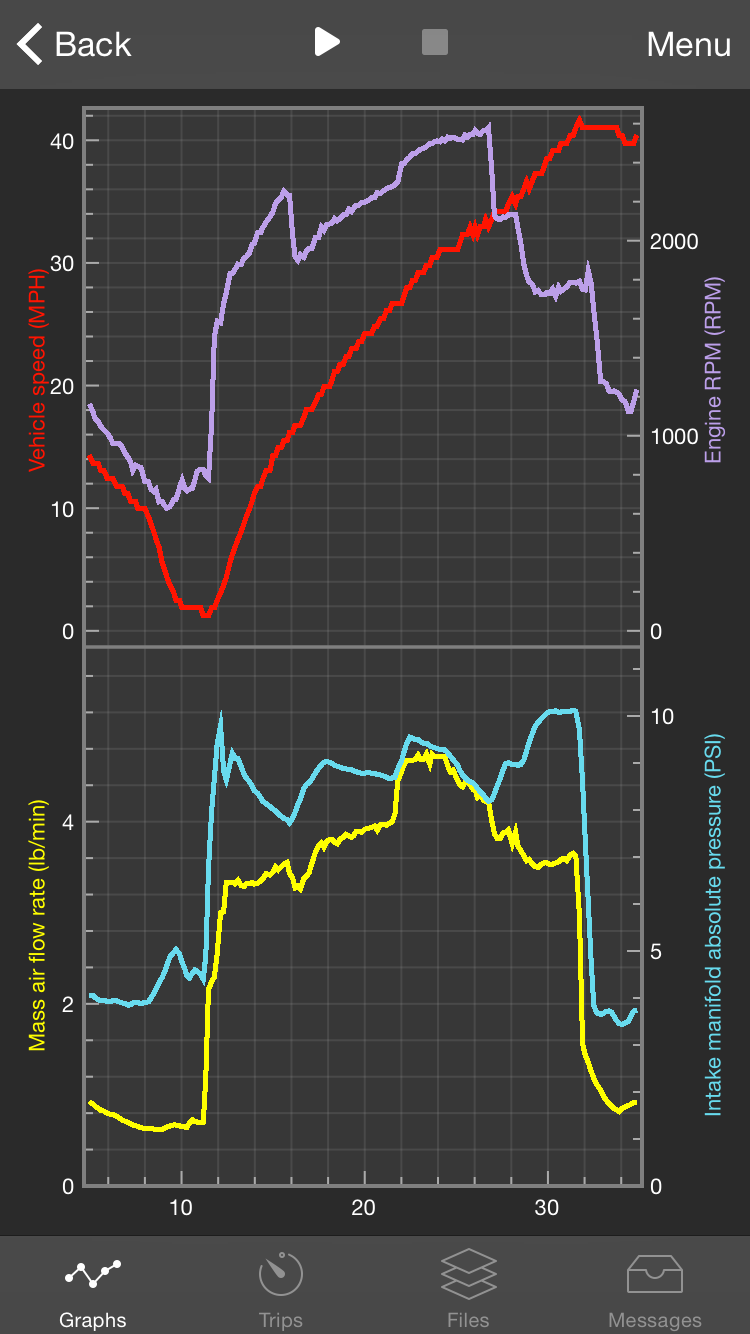 Back
Menu
Vehicle speed (MPH)
40
30
20
10
0
2000
1000
0
Engine RPM (RPM)
Mass air flow rate (lb/min)
4
2
0
10
5
0
Intake manifold absolute pressure (PSI)
10 20 30
Graphs Trips Files Messages